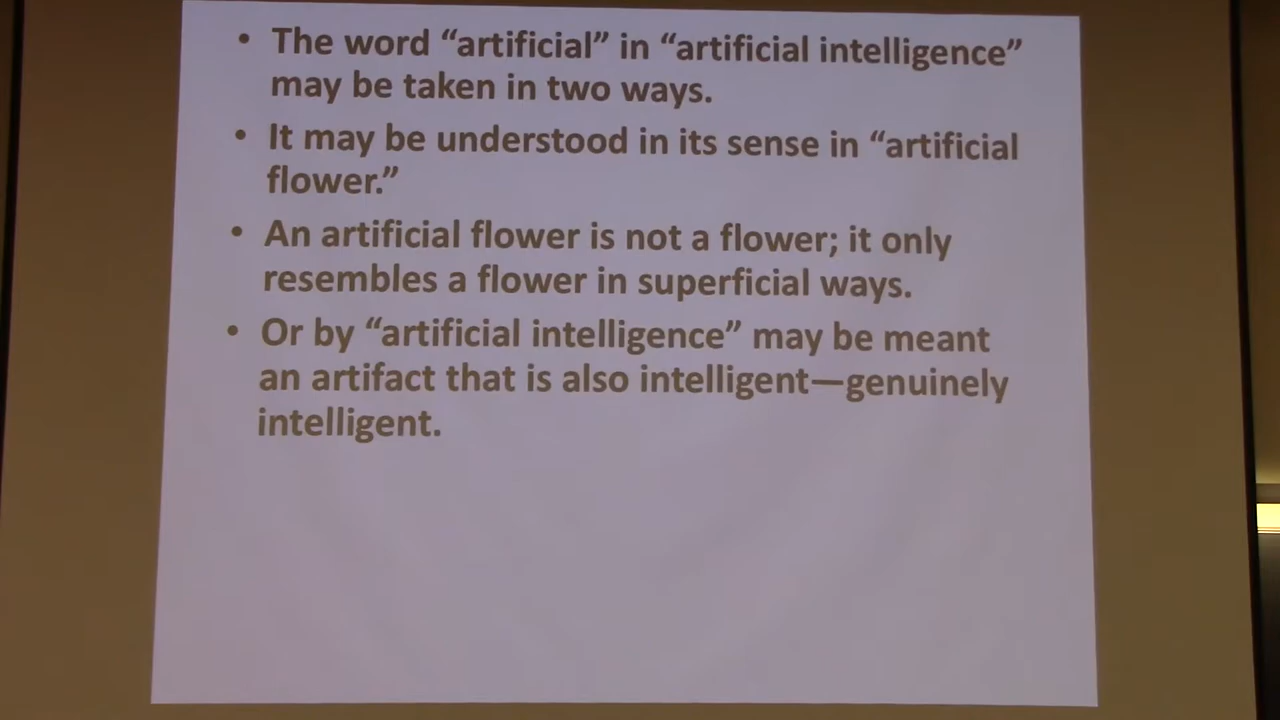 • The word “artificial” in “artificial intelligence”
may be taken in two ways.
• It may be understood in its sense in “artificial
flower.”
• An artificial flower is not a flower; it only
resembles a flower in superficial ways.
• Or by “artificial intelligence” may be meant
an artifact that is also intelligent—genuinely
intelligent.